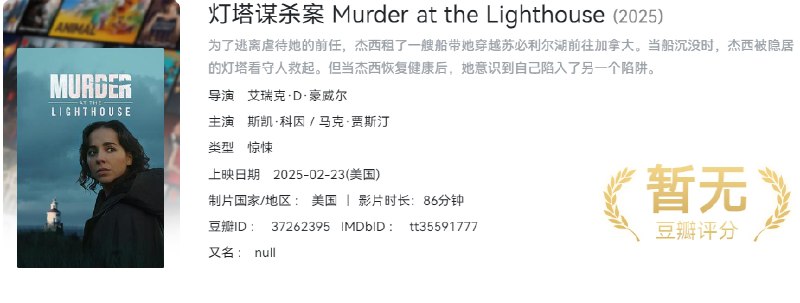 灯塔谋杀案 Murder at the Lighthouse (2025)
为了逃离虐待她的前任，杰西租了一艘船带她穿越苏必利尔湖前往加拿大。当船沉没时，杰西被隐居
的灯塔看守人救起。但当杰西恢复健康后，她意识到自己陷入了另一个陷阱。
导演 艾瑞克·D·豪威尔
主演 斯凯·科因 / 马克·贾斯汀
类型 惊悚
上映日期 2025-02-23(美国)
制片国家/地区： 美国 | 影片时长：86分钟
豆瓣ID： 37262395 IMDbID： tt35591777
又名： null
暂无
豆瓣评分
ANIMAL
MURDER
AT THE
LIGHTHOUSE